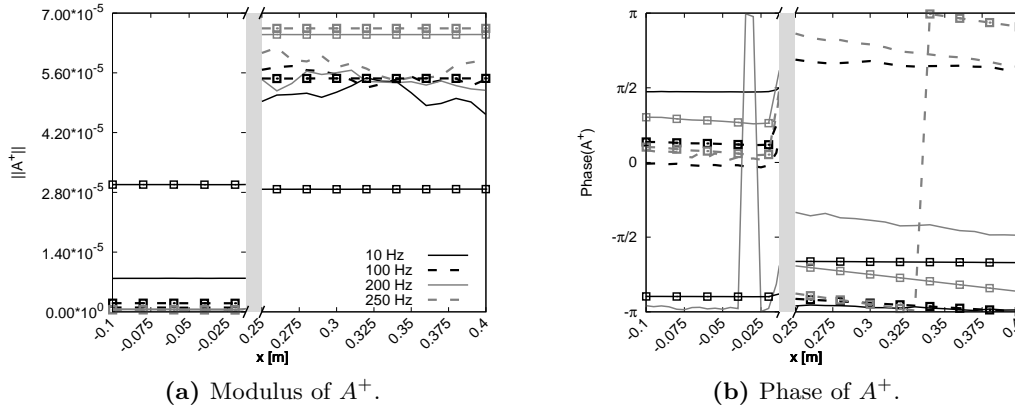 7.00*10⁻⁵
5.60*10⁻⁵
4.20*10⁻⁵
2.80*10⁻⁵
1.40*10⁻⁵
0.00*10⁰
||A⁺||
-0.1
-0.075
-0.05
-0.025
0.25
0.275
0.3
0.325
0.35
0.375
0.4
x [m]
10 Hz
100 Hz
200 Hz
250 Hz
(a) Modulus of A⁺.
π
π/2
0
-π/2
-π
Phase(A⁺)
-0.1
-0.075
-0.05
-0.025
0.25
0.275
0.3
0.325
0.35
0.375
0.4
x [m]
(b) Phase of A⁺.